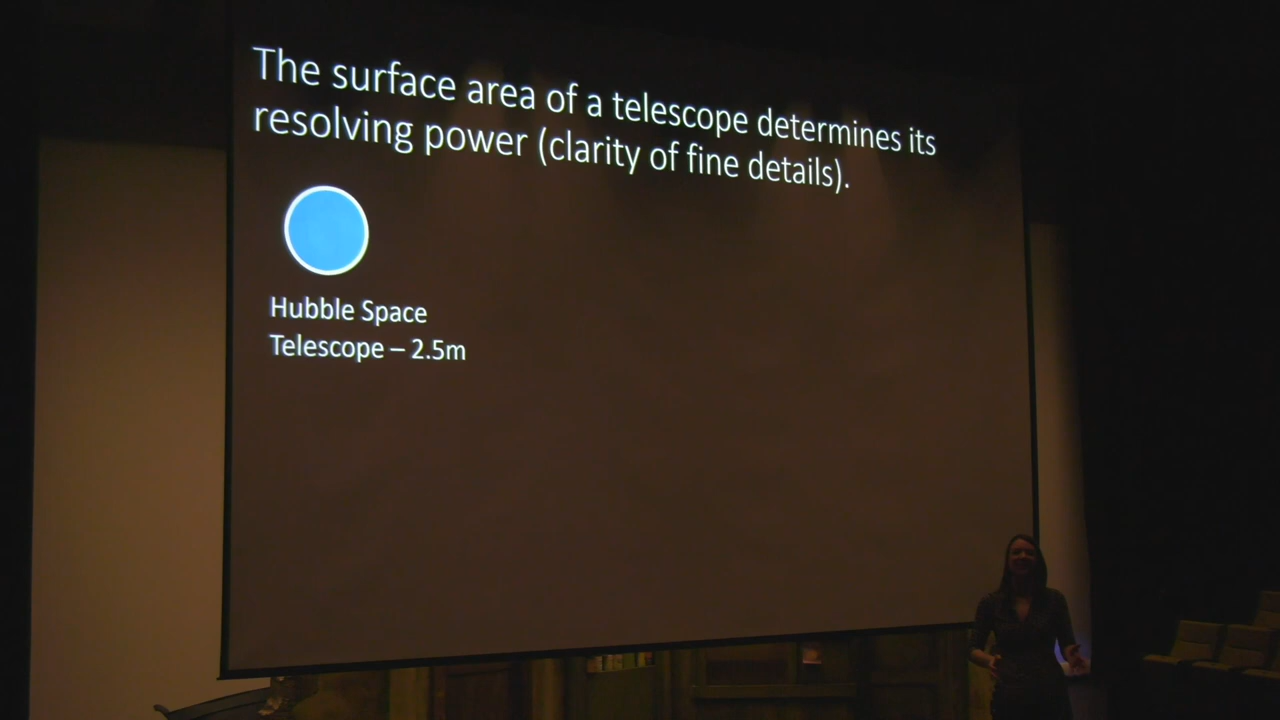 The surface area of a telescope determines its
resolving power (clarity of fine details).
Hubble Space
Telescope – 2.5m